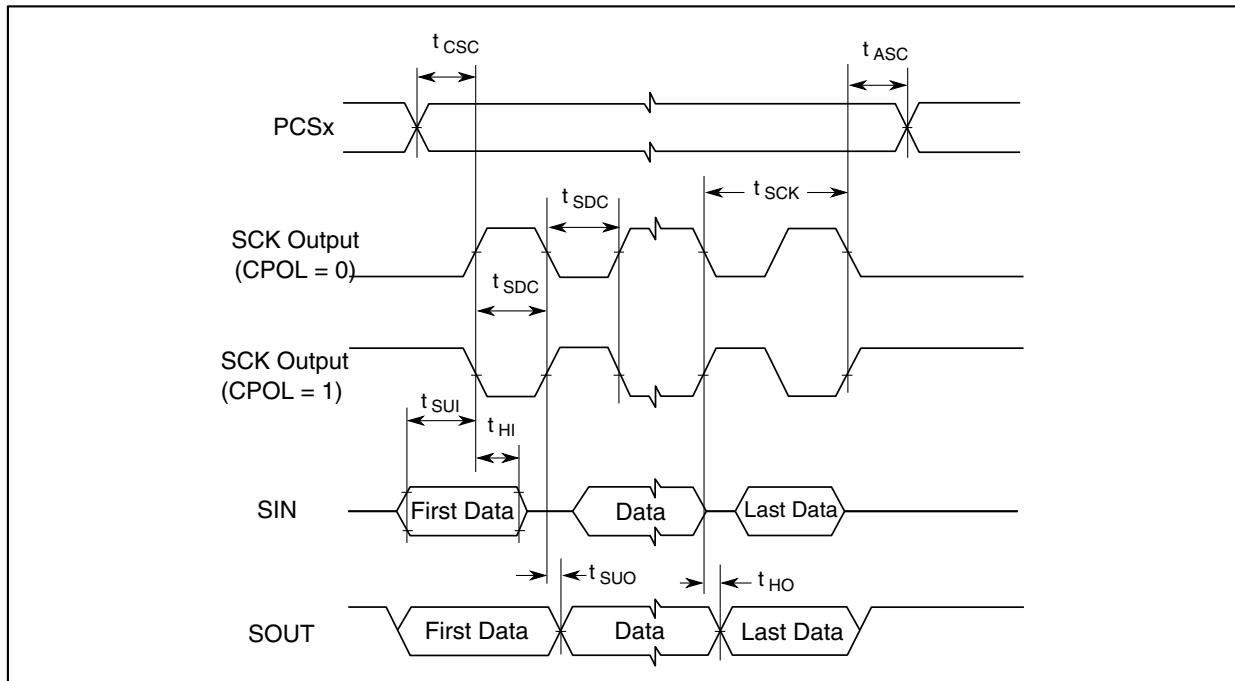 t CSC
t ASC
PCSx
t SDC
t SCK
SCK Output
(CPOL = 0)
t SDC
SCK Output
(CPOL = 1)
t SUI
t HI
SIN
First Data
Data
Last Data
t SUO
t HO
SOUT
First Data
Data
Last Data